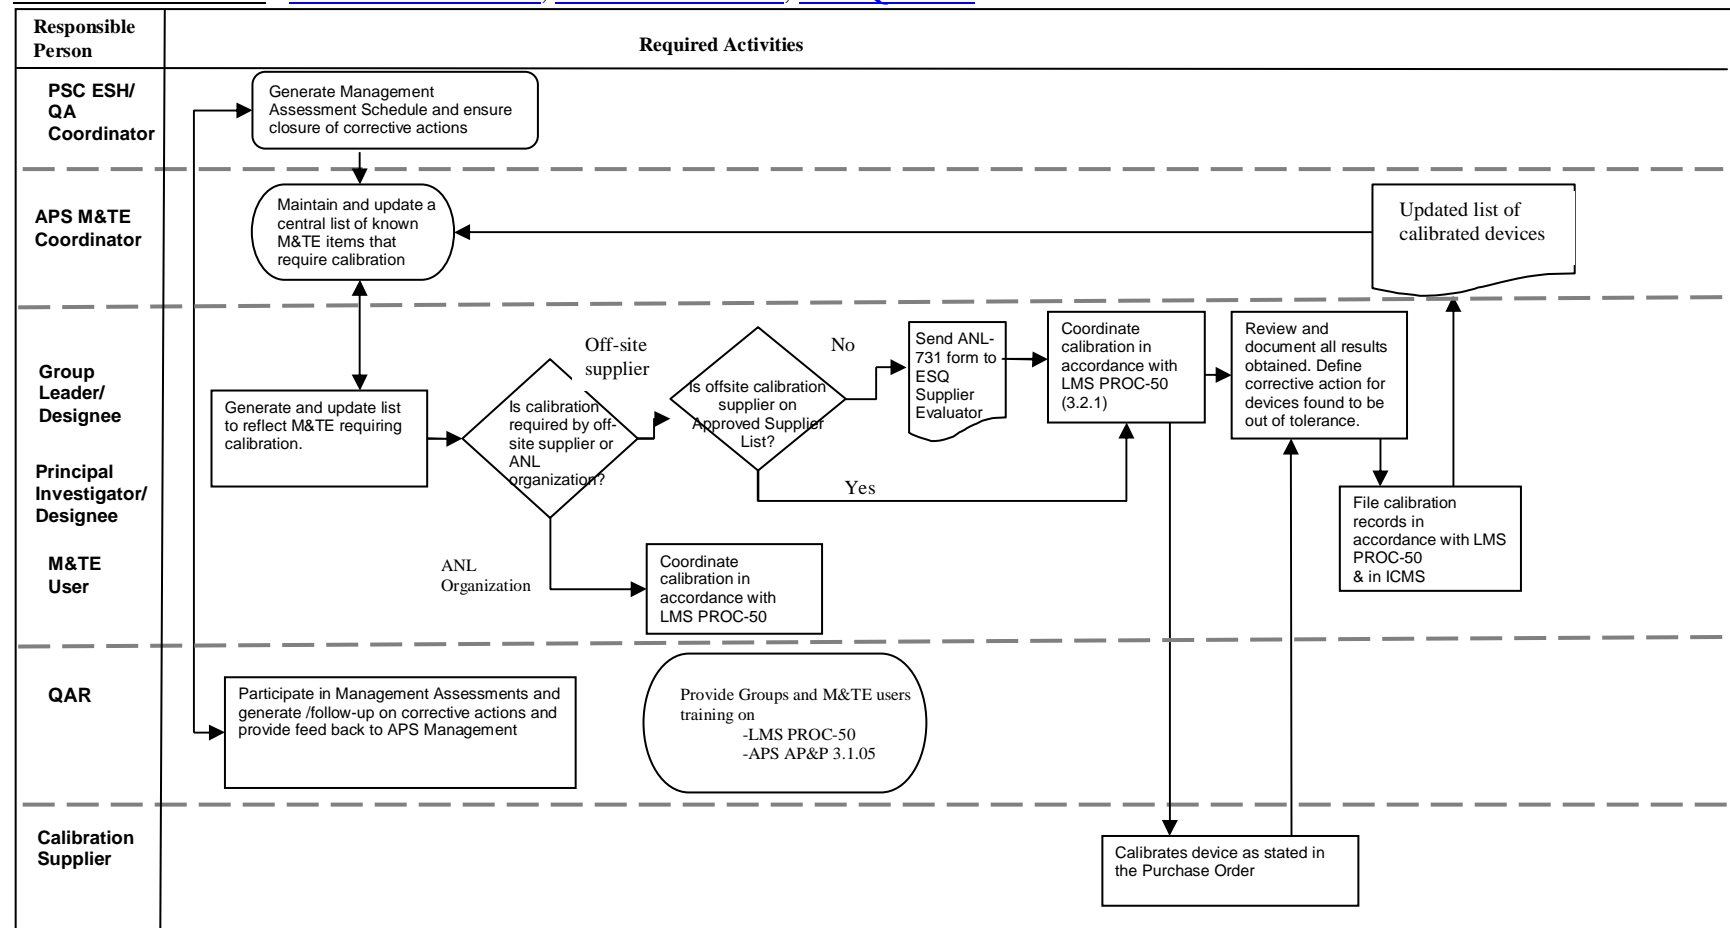 Responsible
Person
Required Activities
PSC ESH/
QA
Coordinator
Generate Management
Assessment Schedule and ensure
closure of corrective actions
APS M&TE
Coordinator
Maintain and update a
central list of known
M&TE items that
require calibration
Updated list of
calibrated devices
Group
Leader/
Designee
Principal
Investigator/
Designee
M&TE
User
Generate and update list
to reflect M&TE requiring
calibration.
Is calibration
required by off-
site supplier or
ANL
organization?
Off-site
supplier
Is offsite calibration
supplier on
Approved Supplier
List?
No
Yes
Send ANL-
731 form to
ESQ
Supplier
Evaluator
Coordinate
calibration in
accordance with
LMS PROC-50
(3.2.1)
Review and
document all results
obtained. Define
corrective action for
devices found to be
out of tolerance.
File calibration
records in
accordance with LMS
PROC-50
& in ICMS
ANL
Organization
Coordinate
calibration in
accordance with
LMS PROC-50
QAR
Participate in Management Assessments and
generate /follow-up on corrective actions and
provide feed back to APS Management
Provide Groups and M&TE users
training on
-LMS PROC-50
-APS AP&P 3.1.05
Calibration
Supplier
Calibrates device as stated in
the Purchase Order